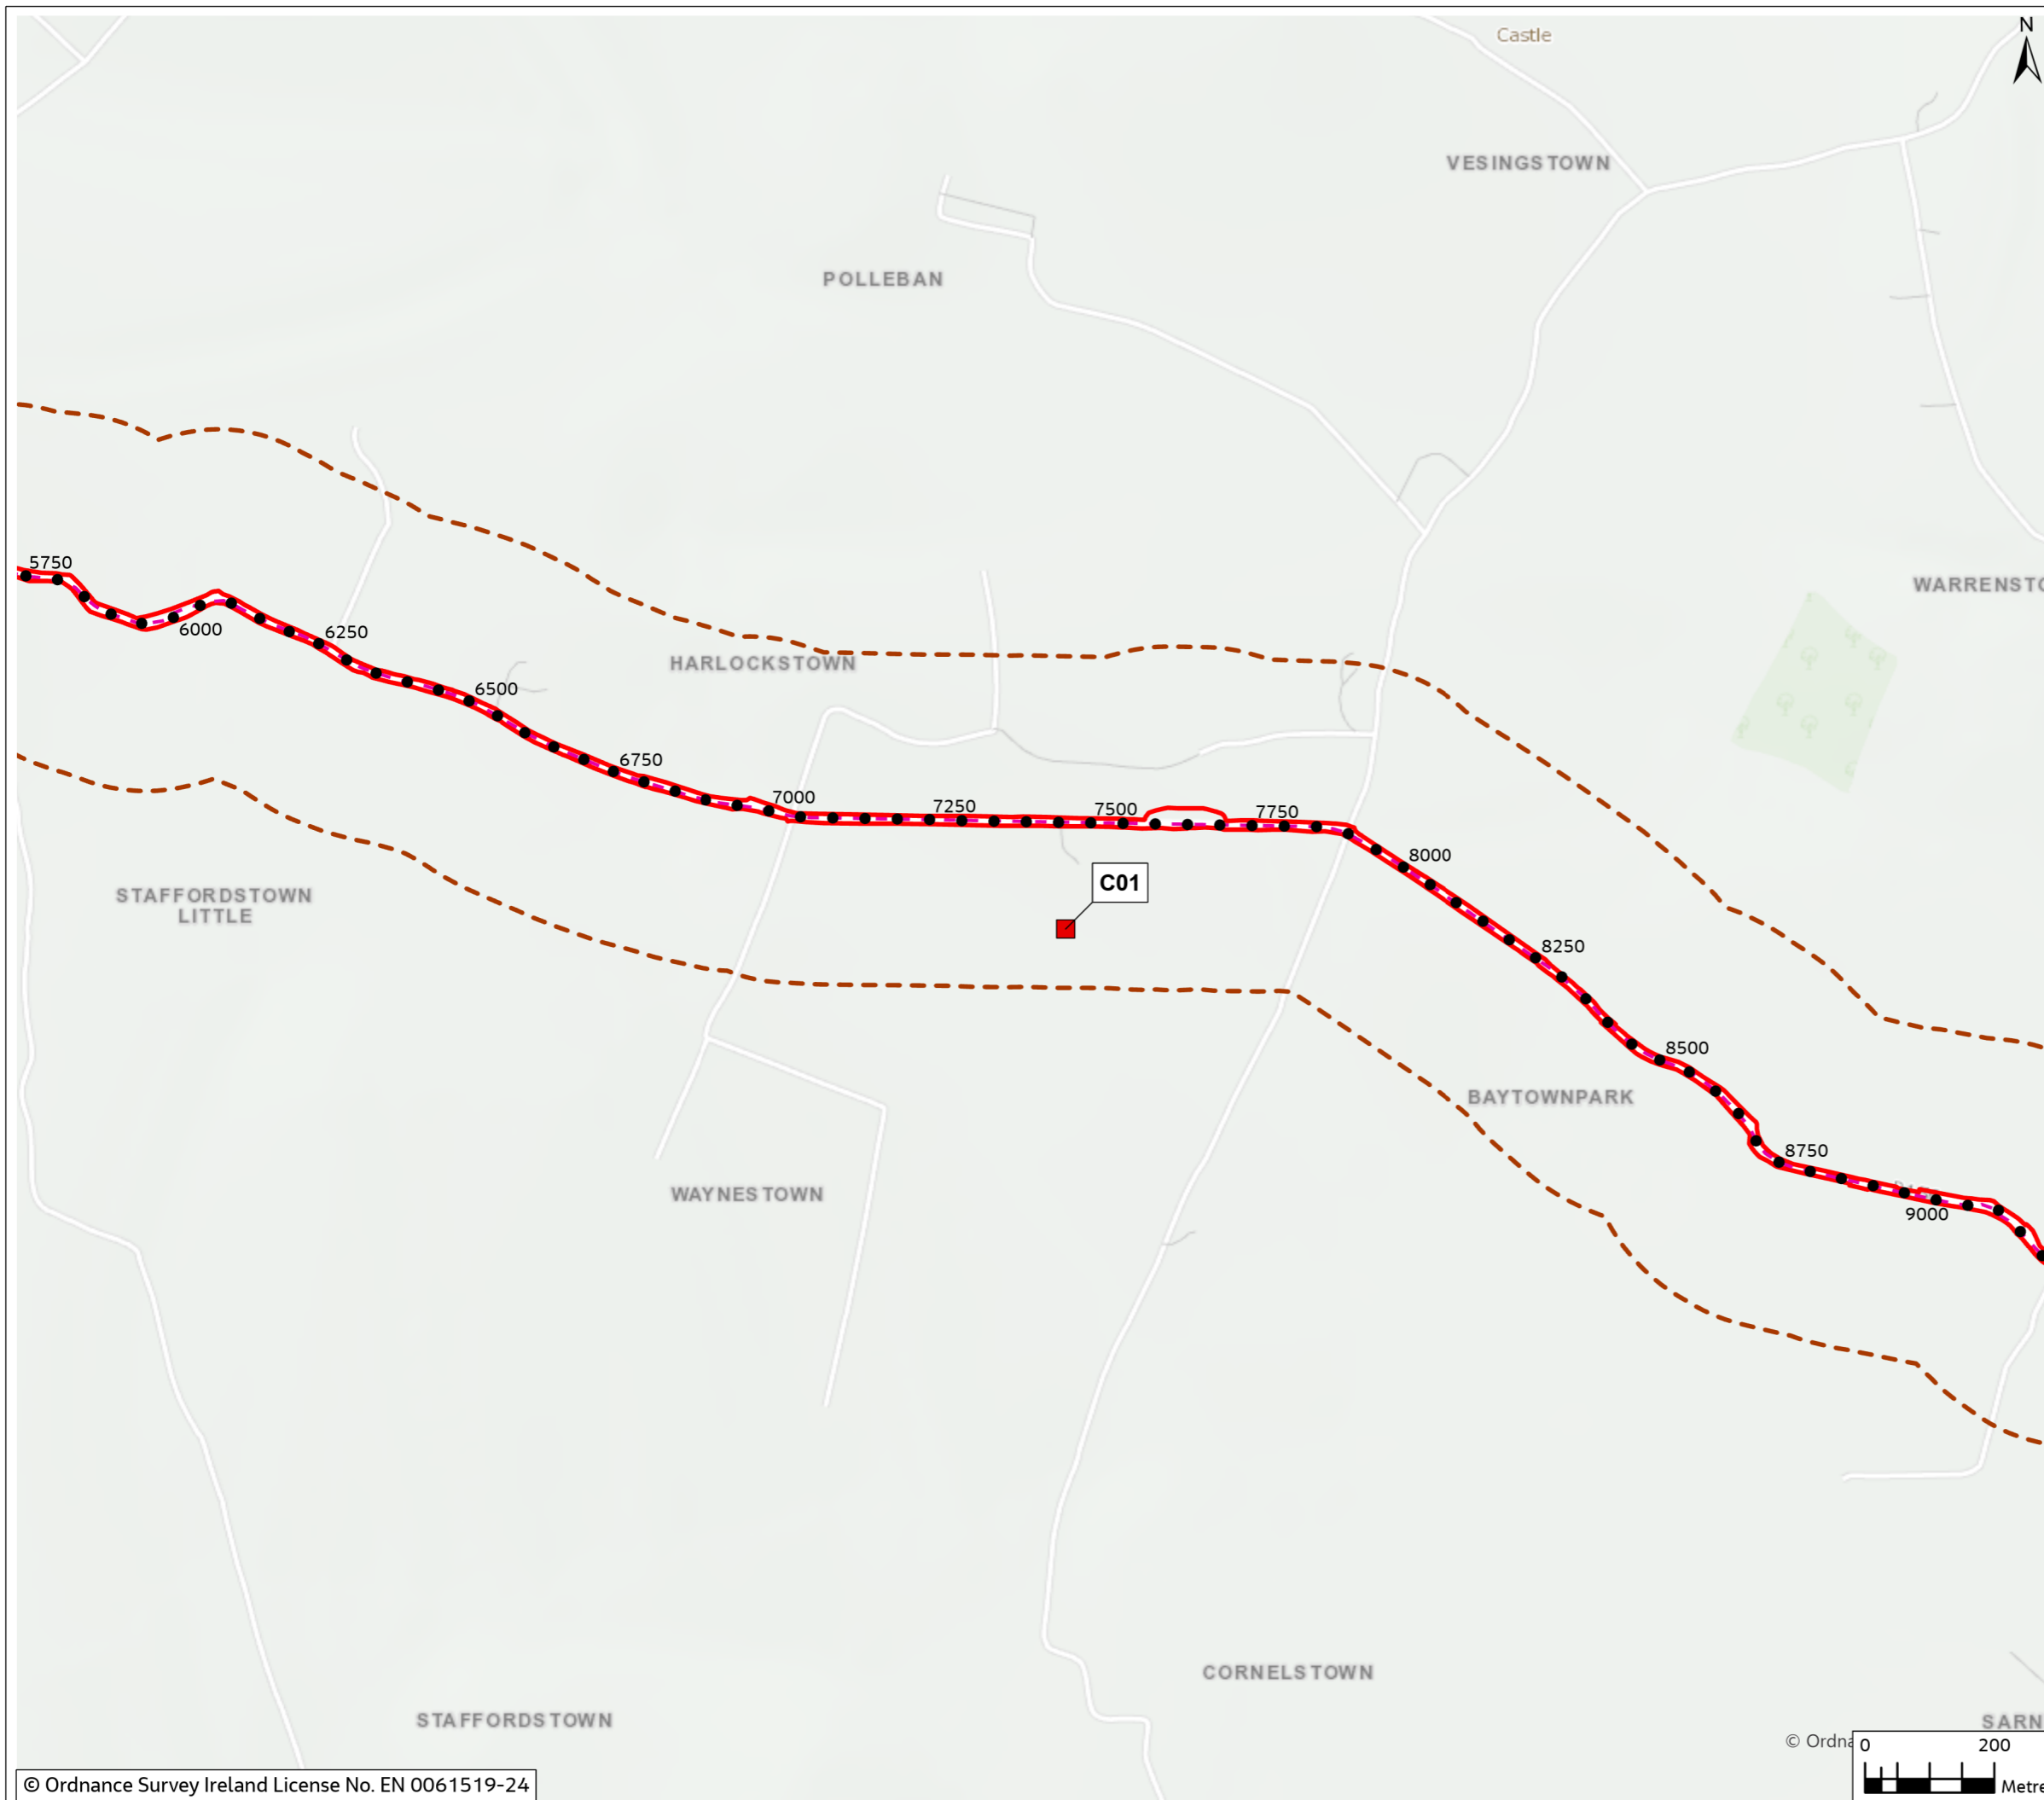 Castle
N
VESINGSTOWN
POLLEBAN
5750
WARRENSTO
6000
6250
HARLOCKSTOWN
6500
6750
7000
7250
7500
7750
8000
C01
STAFFORDSTOWN
LITTLE
8250
8500
BAYTOWNPARK
8750
WAYNESTOWN
9000
CORNELSTOWN
STAFFORDSTOWN
SARN
© Ordna
0 200
Metre
© Ordnance Survey Ireland License No. EN 0061519-24